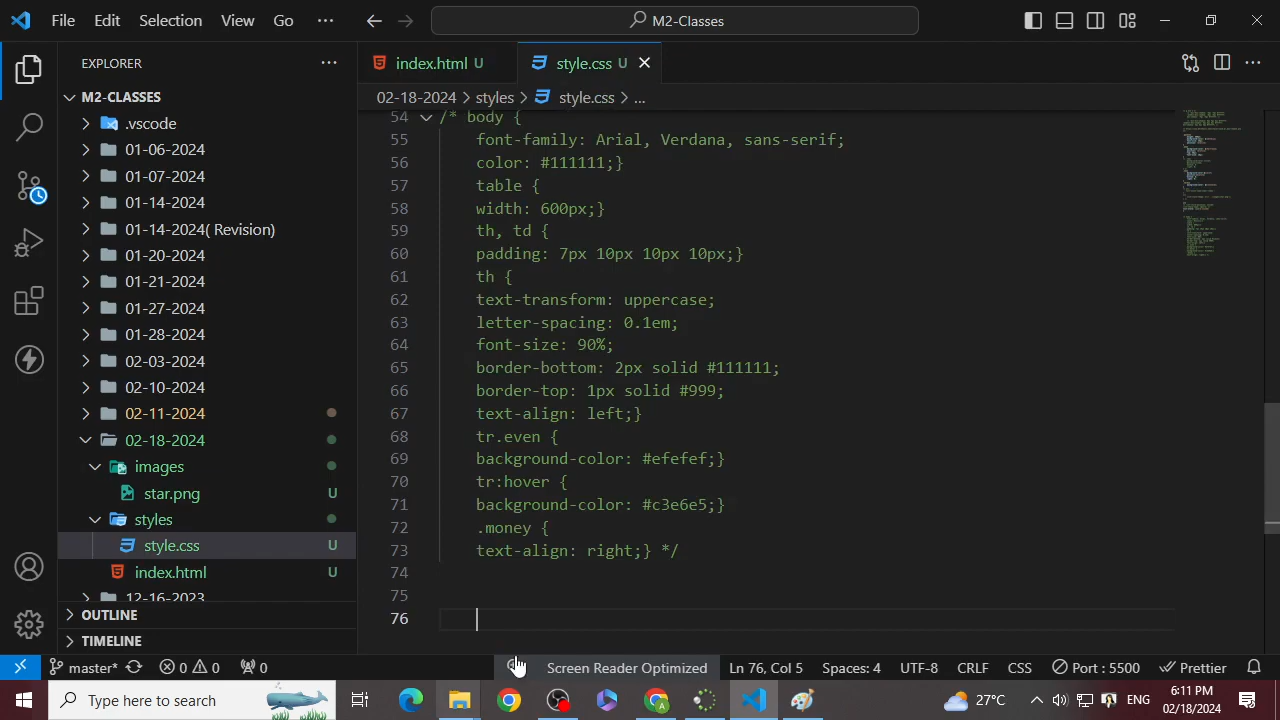 File Edit Selection View Go ··· M2-Classes
EXPLORER ···
index.html U
style.css U
M2-CLASSES
02-18-2024 > styles > style.css > ...
.vscode
01-06-2024
01-07-2024
01-14-2024
01-14-2024( Revision)
01-20-2024
01-21-2024
01-27-2024
01-28-2024
02-03-2024
02-10-2024
02-11-2024
02-18-2024
images
star.png U
styles
style.css U
index.html U
12-16-2023
OUTLINE
TIMELINE
54 /* body {
55 font-family: Arial, Verdana, sans-serif;
56 color: #111111;}
57 table {
58 width: 600px;}
59 th, td {
60 padding: 7px 10px 10px 10px;}
61 th {
62 text-transform: uppercase;
63 letter-spacing: 0.1em;
64 font-size: 90%;
65 border-bottom: 2px solid #111111;
66 border-top: 1px solid #999;
67 text-align: left;}
68 tr.even {
69 background-color: #efefef;}
70 tr:hover {
71 background-color: #c3e6e5;}
72 .money {
73 text-align: right;} */
74
75
76
master* 0 0 0 Screen Reader Optimized Ln 76, Col 5 Spaces: 4 UTF-8 CRLF CSS Port : 5500 Prettier
Type here to search
27°C
ENG
6:11 PM
02/18/2024